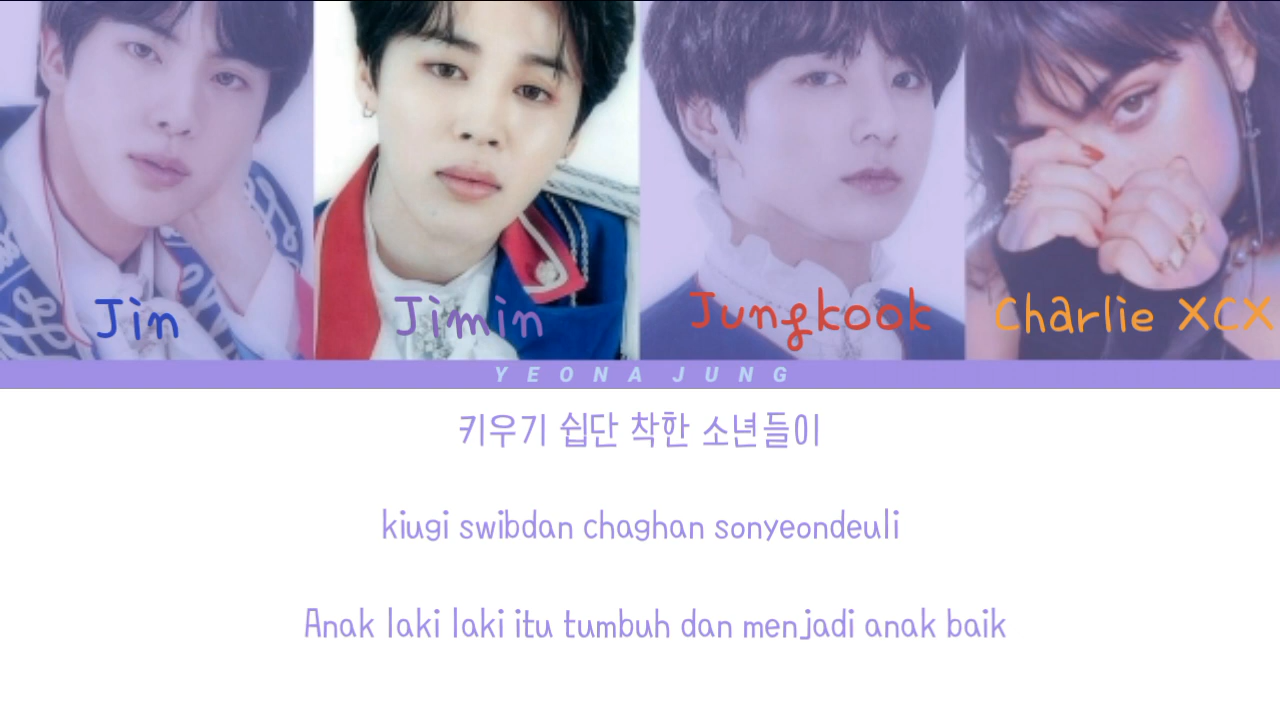 Jin
Jimin
Jungkook
Charlie XCX
YEONA JUNG
키우기 쉽단 착한 소년들이
kiugi swibdan chaghan sonyeondeuli
Anak laki laki itu tumbuh dan menjadi anak baik